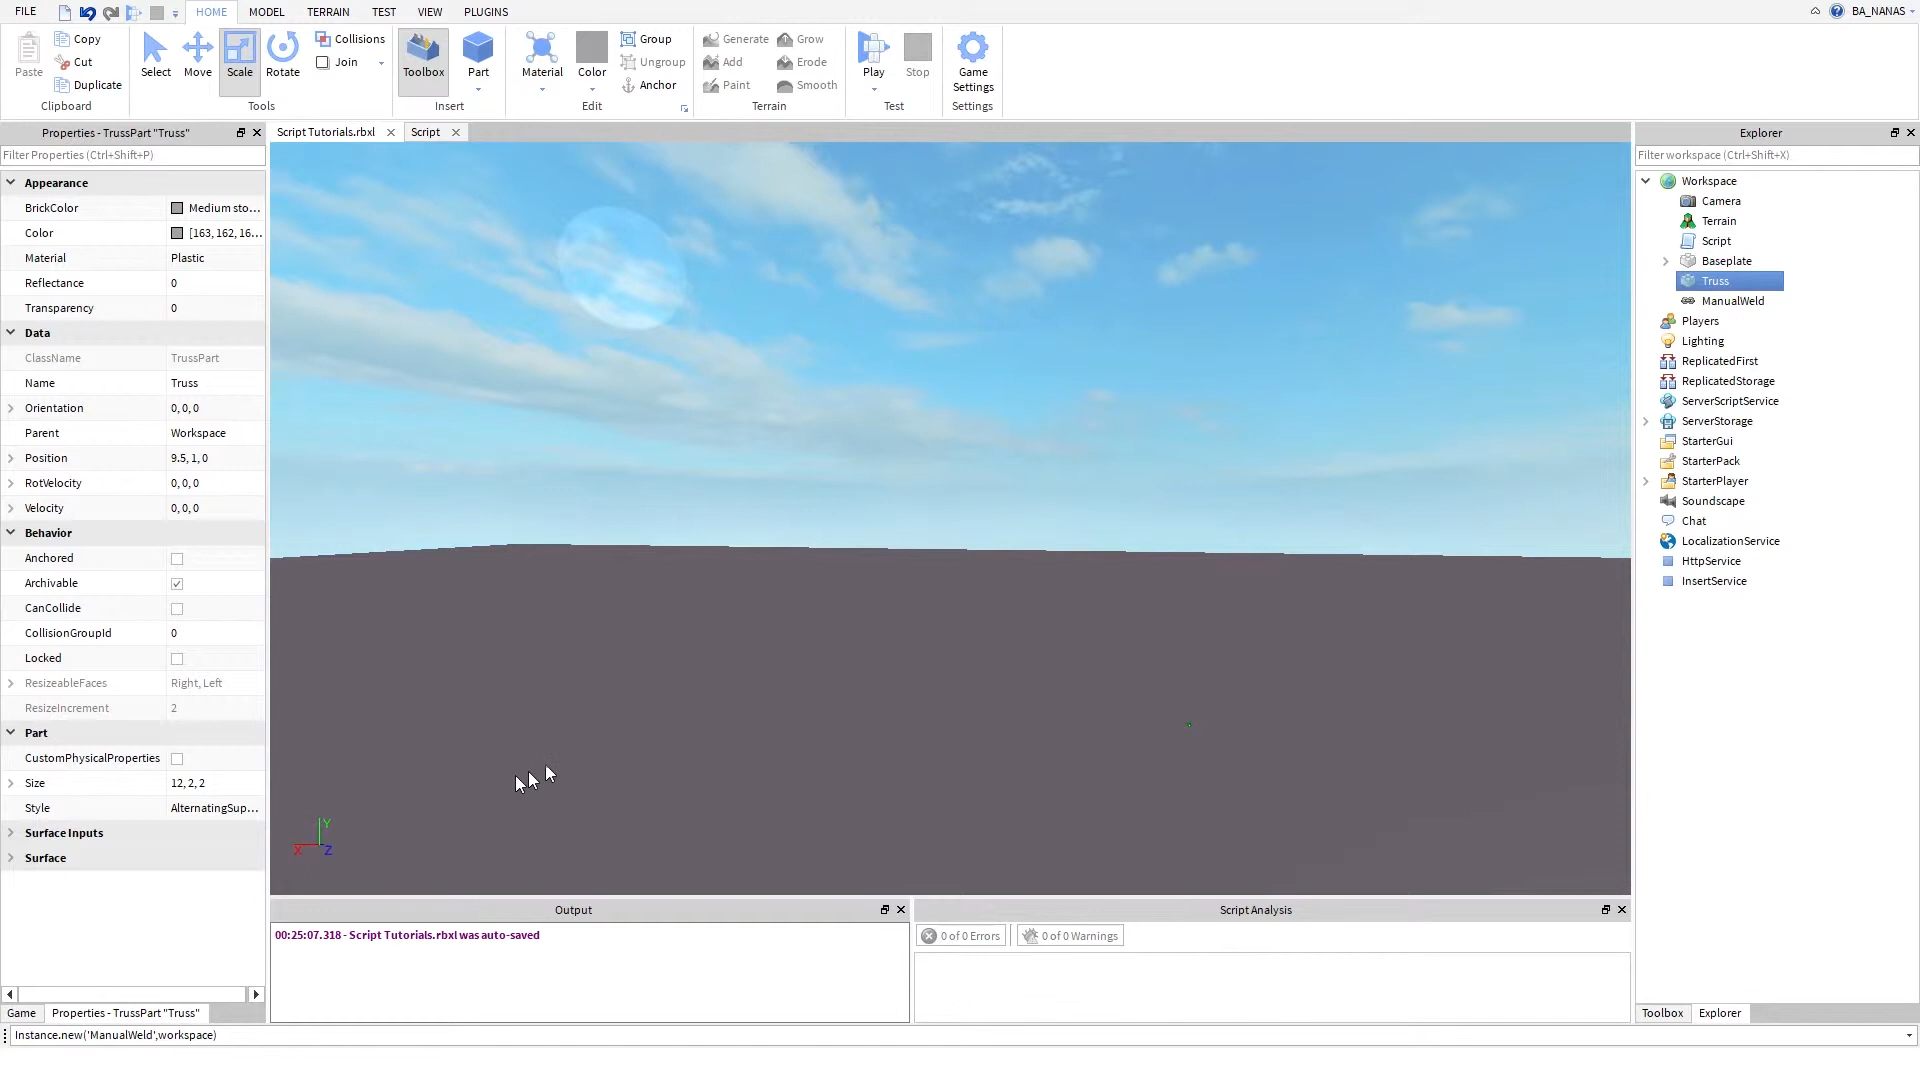 FILE
HOME
MODEL
TERRAIN
TEST
VIEW
PLUGINS
BA_NANAS
Paste
Copy
Cut
Duplicate
Clipboard
Select
Move
Scale
Rotate
Collisions
Join
Tools
Toolbox
Part
Insert
Material
Color
Group
Ungroup
Anchor
Edit
Generate
Grow
Add
Erode
Paint
Smooth
Terrain
Play
Stop
Test
Game
Settings
Settings
Properties - TrussPart "Truss"
Filter Properties (Ctrl+Shift+P)
Appearance
BrickColor Medium sto...
Color [163, 162, 16...
Material Plastic
Reflectance 0
Transparency 0
Data
ClassName TrussPart
Name Truss
Orientation 0, 0, 0
Parent Workspace
Position 9.5, 1, 0
RotVelocity 0, 0, 0
Velocity 0, 0, 0
Behavior
Anchored
Archivable
CanCollide
CollisionGroupId 0
Locked
ResizeableFaces Right, Left
ResizeIncrement 2
Part
CustomPhysicalProperties
Size 12, 2, 2
Style AlternatingSup...
Surface Inputs
Surface
Game
Properties - TrussPart "Truss"
Script Tutorials.rbxl
Script
Y
X
Z
Output
00:25:07.318 - Script Tutorials.rbxl was auto-saved
Script Analysis
0 of 0 Errors
0 of 0 Warnings
Explorer
Filter workspace (Ctrl+Shift+X)
Workspace
Camera
Terrain
Script
Baseplate
Truss
ManualWeld
Players
Lighting
ReplicatedFirst
ReplicatedStorage
ServerScriptService
ServerStorage
StarterGui
StarterPack
StarterPlayer
Soundscape
Chat
LocalizationService
HttpService
InsertService
Toolbox
Explorer
Instance.new('ManualWeld',workspace)